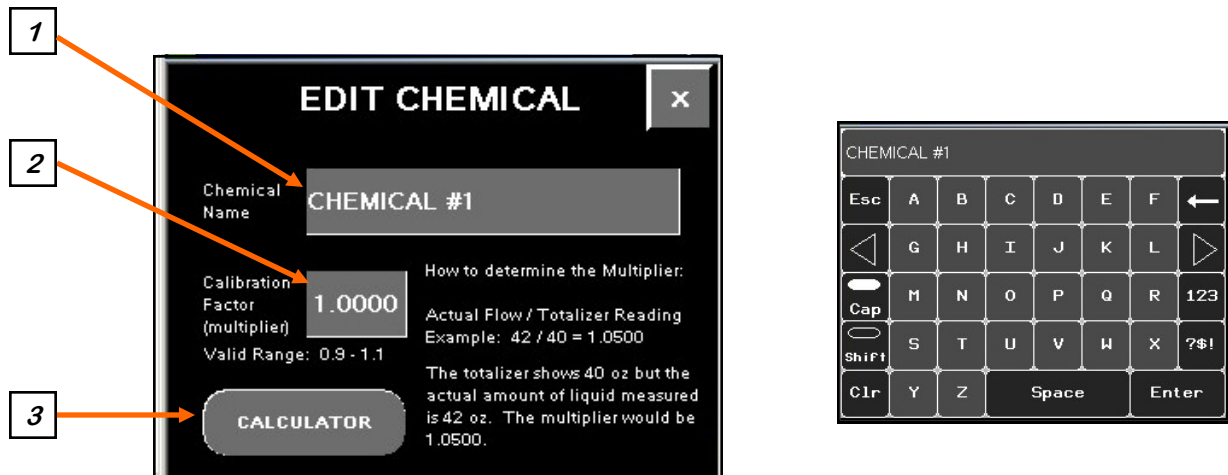 1
EDIT CHEMICAL
x
2
Chemical
Name
CHEMICAL #1
Calibration
Factor
(multiplier)
1.0000
Valid Range: 0.9 - 1.1
How to determine the Multiplier:
Actual Flow / Totalizer Reading
Example: 42 / 40 = 1.0500
The totalizer shows 40 oz but the
actual amount of liquid measured
is 42 oz. The multiplier would be
1.0500.
3
CALCULATOR
CHEMICAL #1
Esc A B C D E F
G H I J K L
Cap M N O P Q R 123
Shift S T U V W X ?$!
Clr Y Z Space Enter